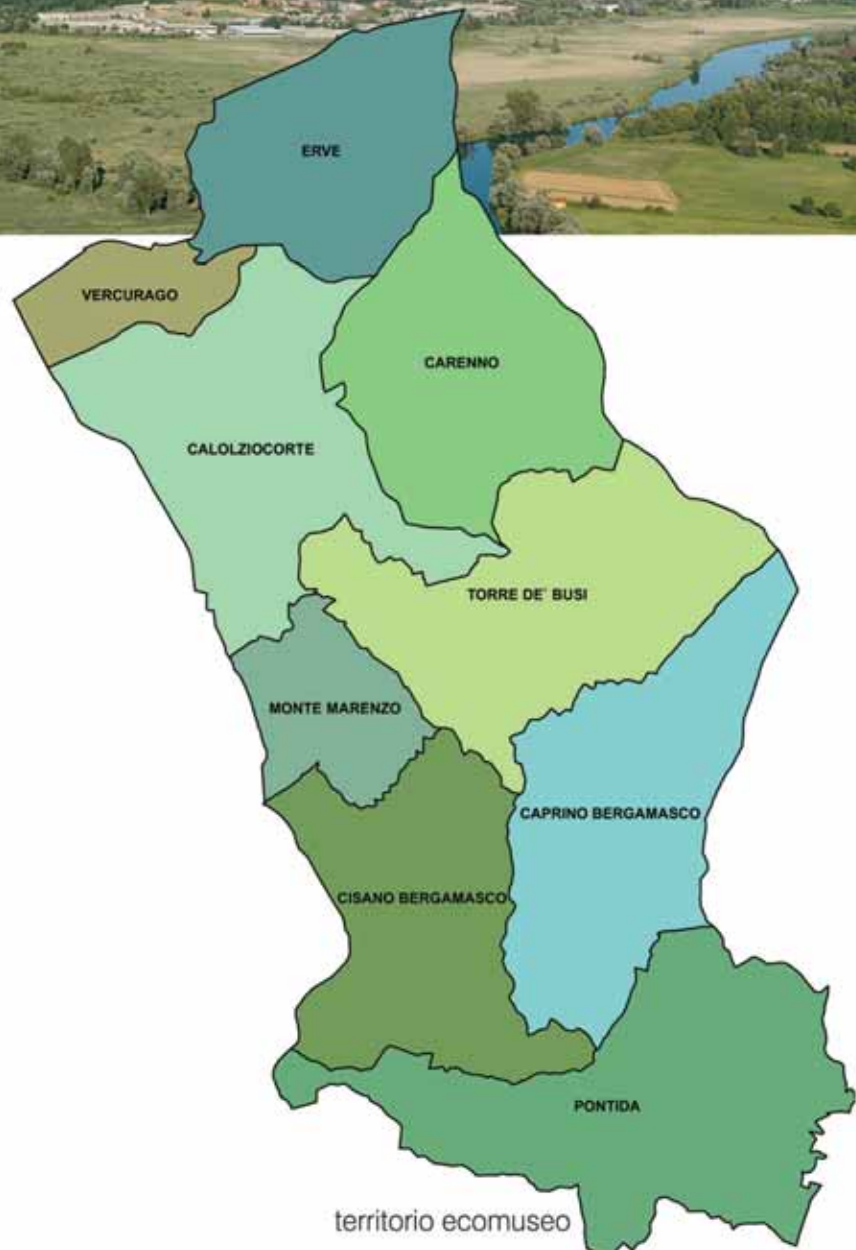 ERVE
VERCURAGO
CARENNO
CALOLZIOCORTE
TORRE DE' BUSI
MONTE MARENZO
CAPRINO BERGAMASCO
CISANO BERGAMASCO
PONTIDA
territorio ecomuseo